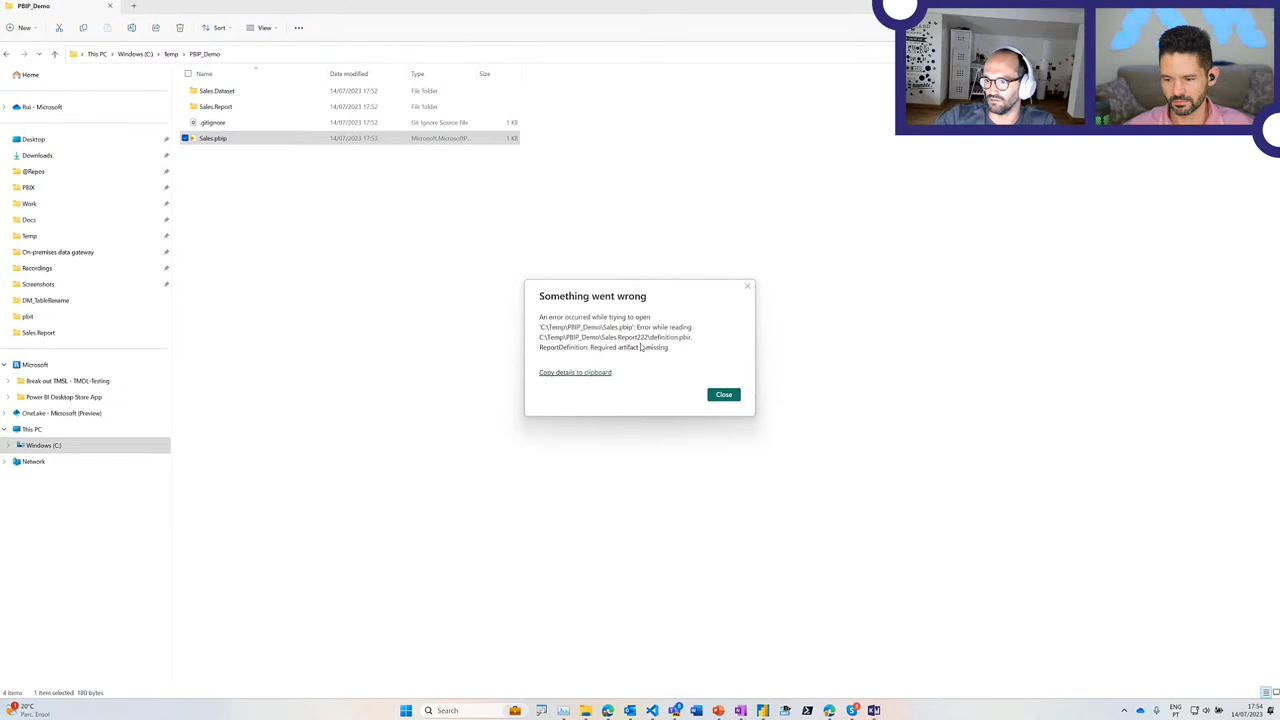 PBIP_Demo
New
Sort
View
This PC
Windows (C:)
Temp
PBIP_Demo
Home
Rui - Microsoft
Desktop
Downloads
@Repos
PBIX
Work
Docs
Temp
On-premises data gateway
Recordings
Screenshots
DM_TableRename
pbit
Sales.Report
Microsoft
Break out TMSL - TMDL-Testing
Power BI Desktop Store App
OneLake - Microsoft (Preview)
This PC
Windows (C:)
Network
Name Date modified Type Size
Sales.Dataset 14/07/2023 17:52 File folder
Sales.Report 14/07/2023 17:52 File folder
.gitignore 14/07/2023 17:52 Git Ignore Source File 1 KB
Sales.pbip 14/07/2023 17:53 Microsoft.MicrosoftP... 1 KB
Something went wrong
An error occurred while trying to open
'C:\Temp\PBIP_Demo\Sales.pbip': Error while reading
C:\Temp\PBIP_Demo\Sales.Report222\definition.pbir.
ReportDefinition: Required artifact missing
Copy details to clipboard
Close
4 items 1 item selected 180 bytes
20°C
Parc. Ensol
Search
ENG
PT
17:54
14/07/2023